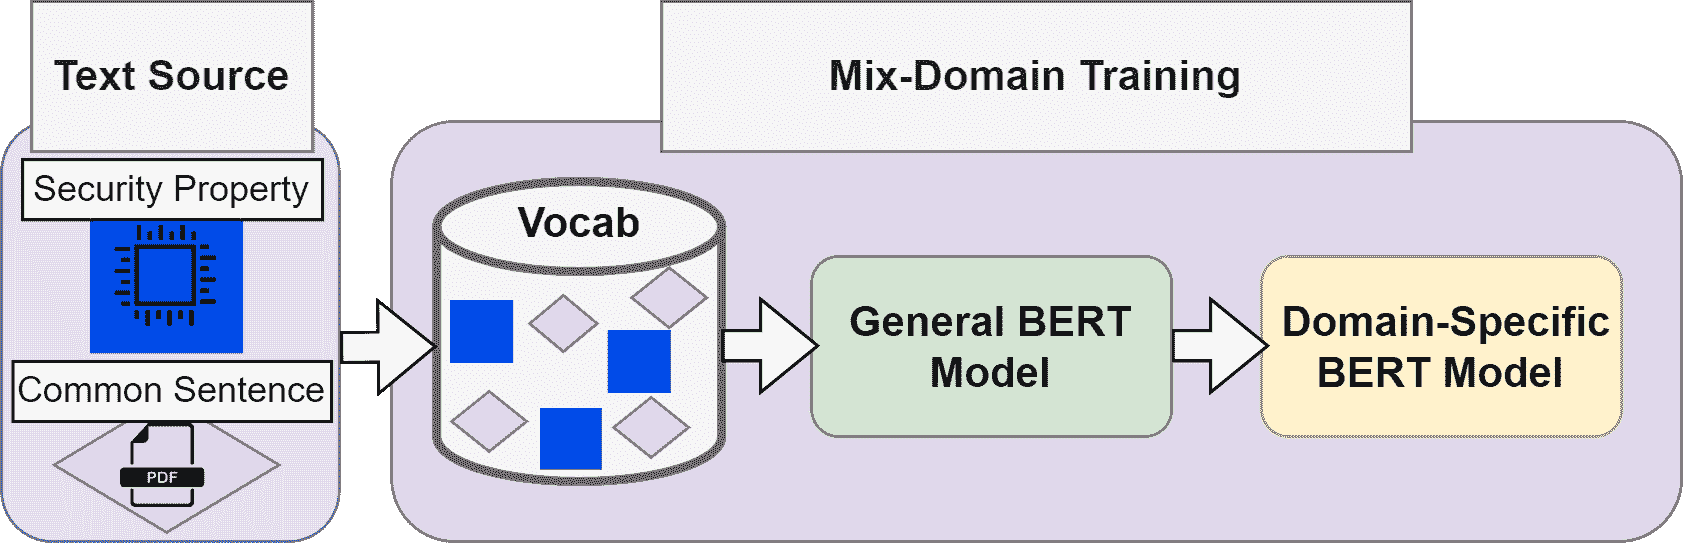 Text Source
Security Property
Common Sentence
PDF
Mix-Domain Training
Vocab
General BERT
Model
Domain-Specific
BERT Model